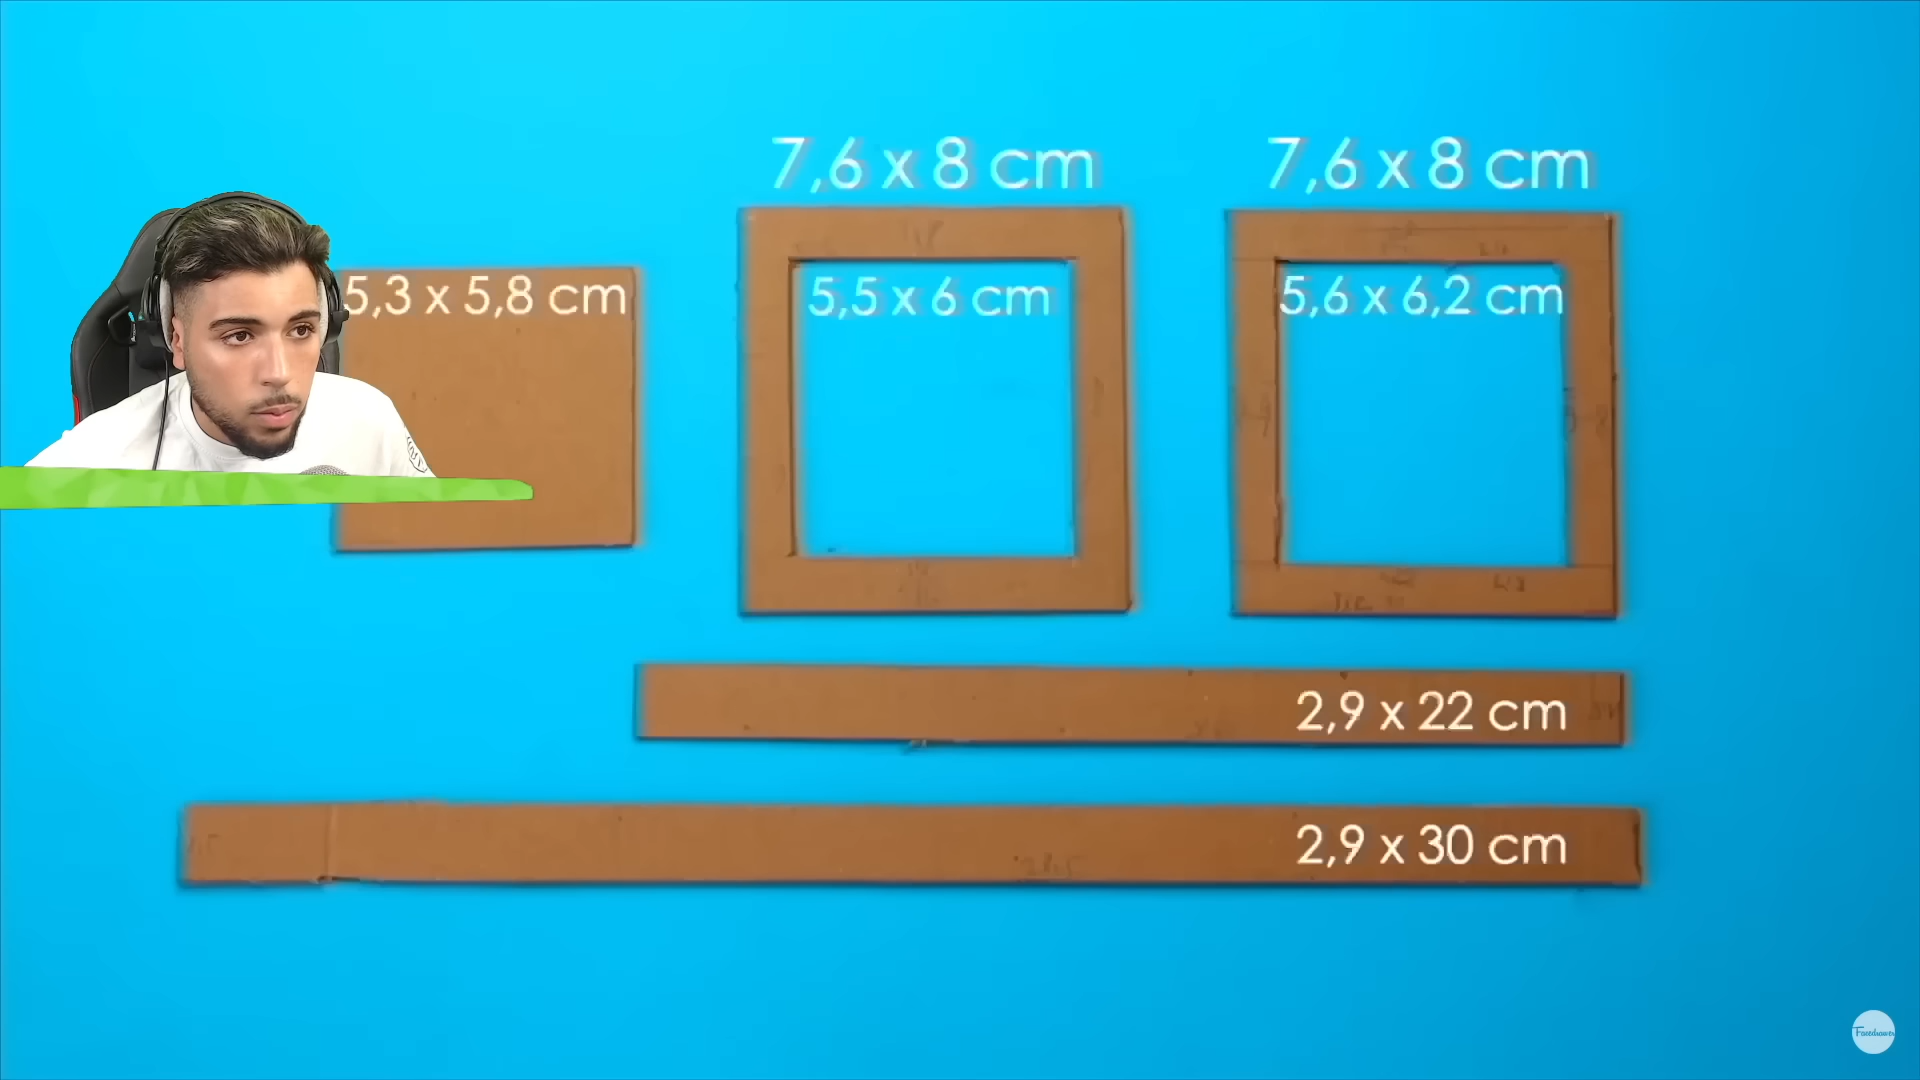 7,6 x 8 cm
7,6 x 8 cm
5,3 x 5,8 cm
5,5 x 6 cm
5,6 x 6,2 cm
2,9 x 22 cm
2,9 x 30 cm